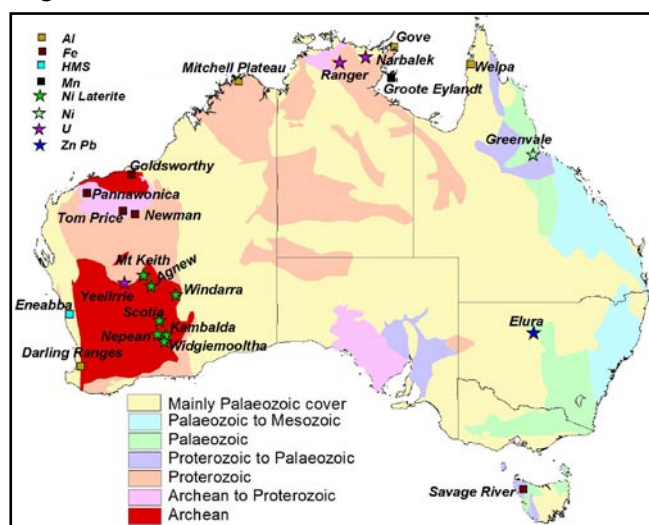 Al
Fe
HMS
Mn
Ni Laterite
Ni
U
Zn Pb
Gove
Mitchell Plateau
Ranger
Narbalek
Groote Eylandt
Weipa
Greenvale
Goldsworthy
Pannawonica
Tom Price
Newman
Mt Keith
Agnew
Yeelirrie
Windarra
Eneabba
Scotia
Nepean
Kambalda
Widgiemooltha
Darling Ranges
Elura
Mainly Palaeozoic cover
Palaeozoic to Mesozoic
Palaeozoic
Proterozoic to Palaeozoic
Proterozoic
Archean to Proterozoic
Archean
Savage River